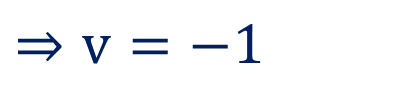 ⇒ v = −1